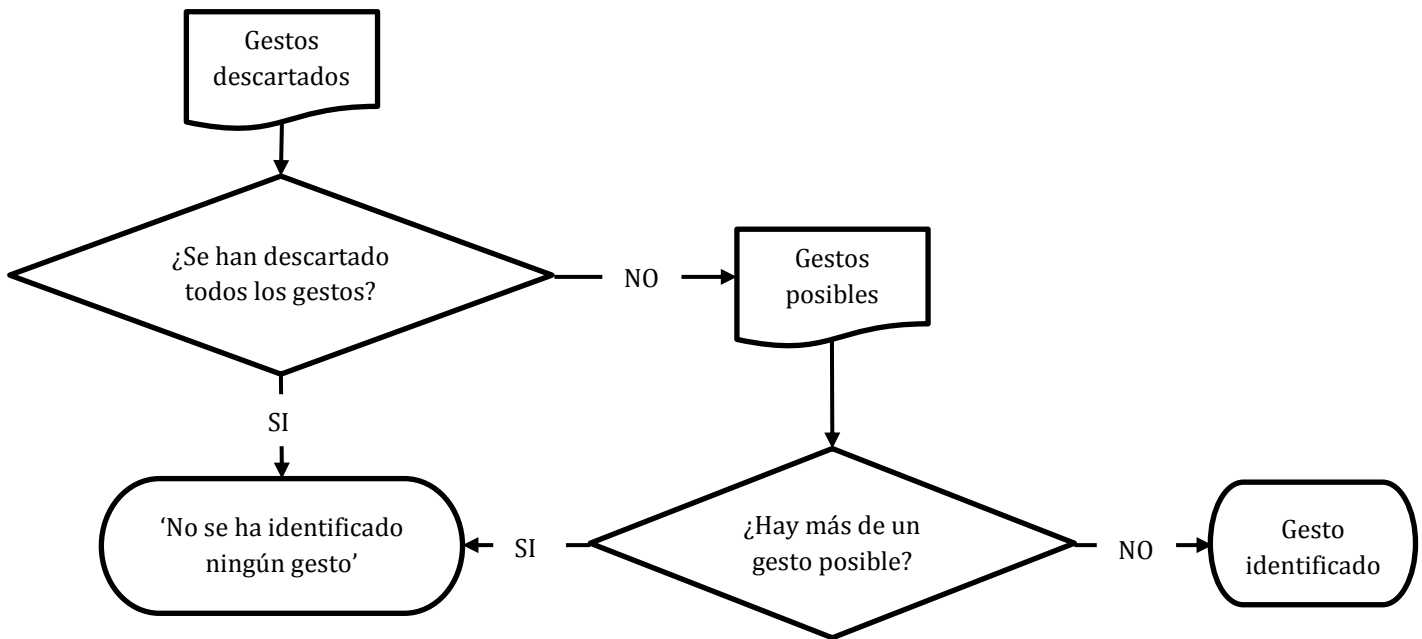 Gestos
descartados
¿Se han descartado
todos los gestos?
NO
Gestos
posibles
SI
‘No se ha identificado
ningún gesto’
SI
¿Hay más de un
gesto posible?
NO
Gesto
identificado